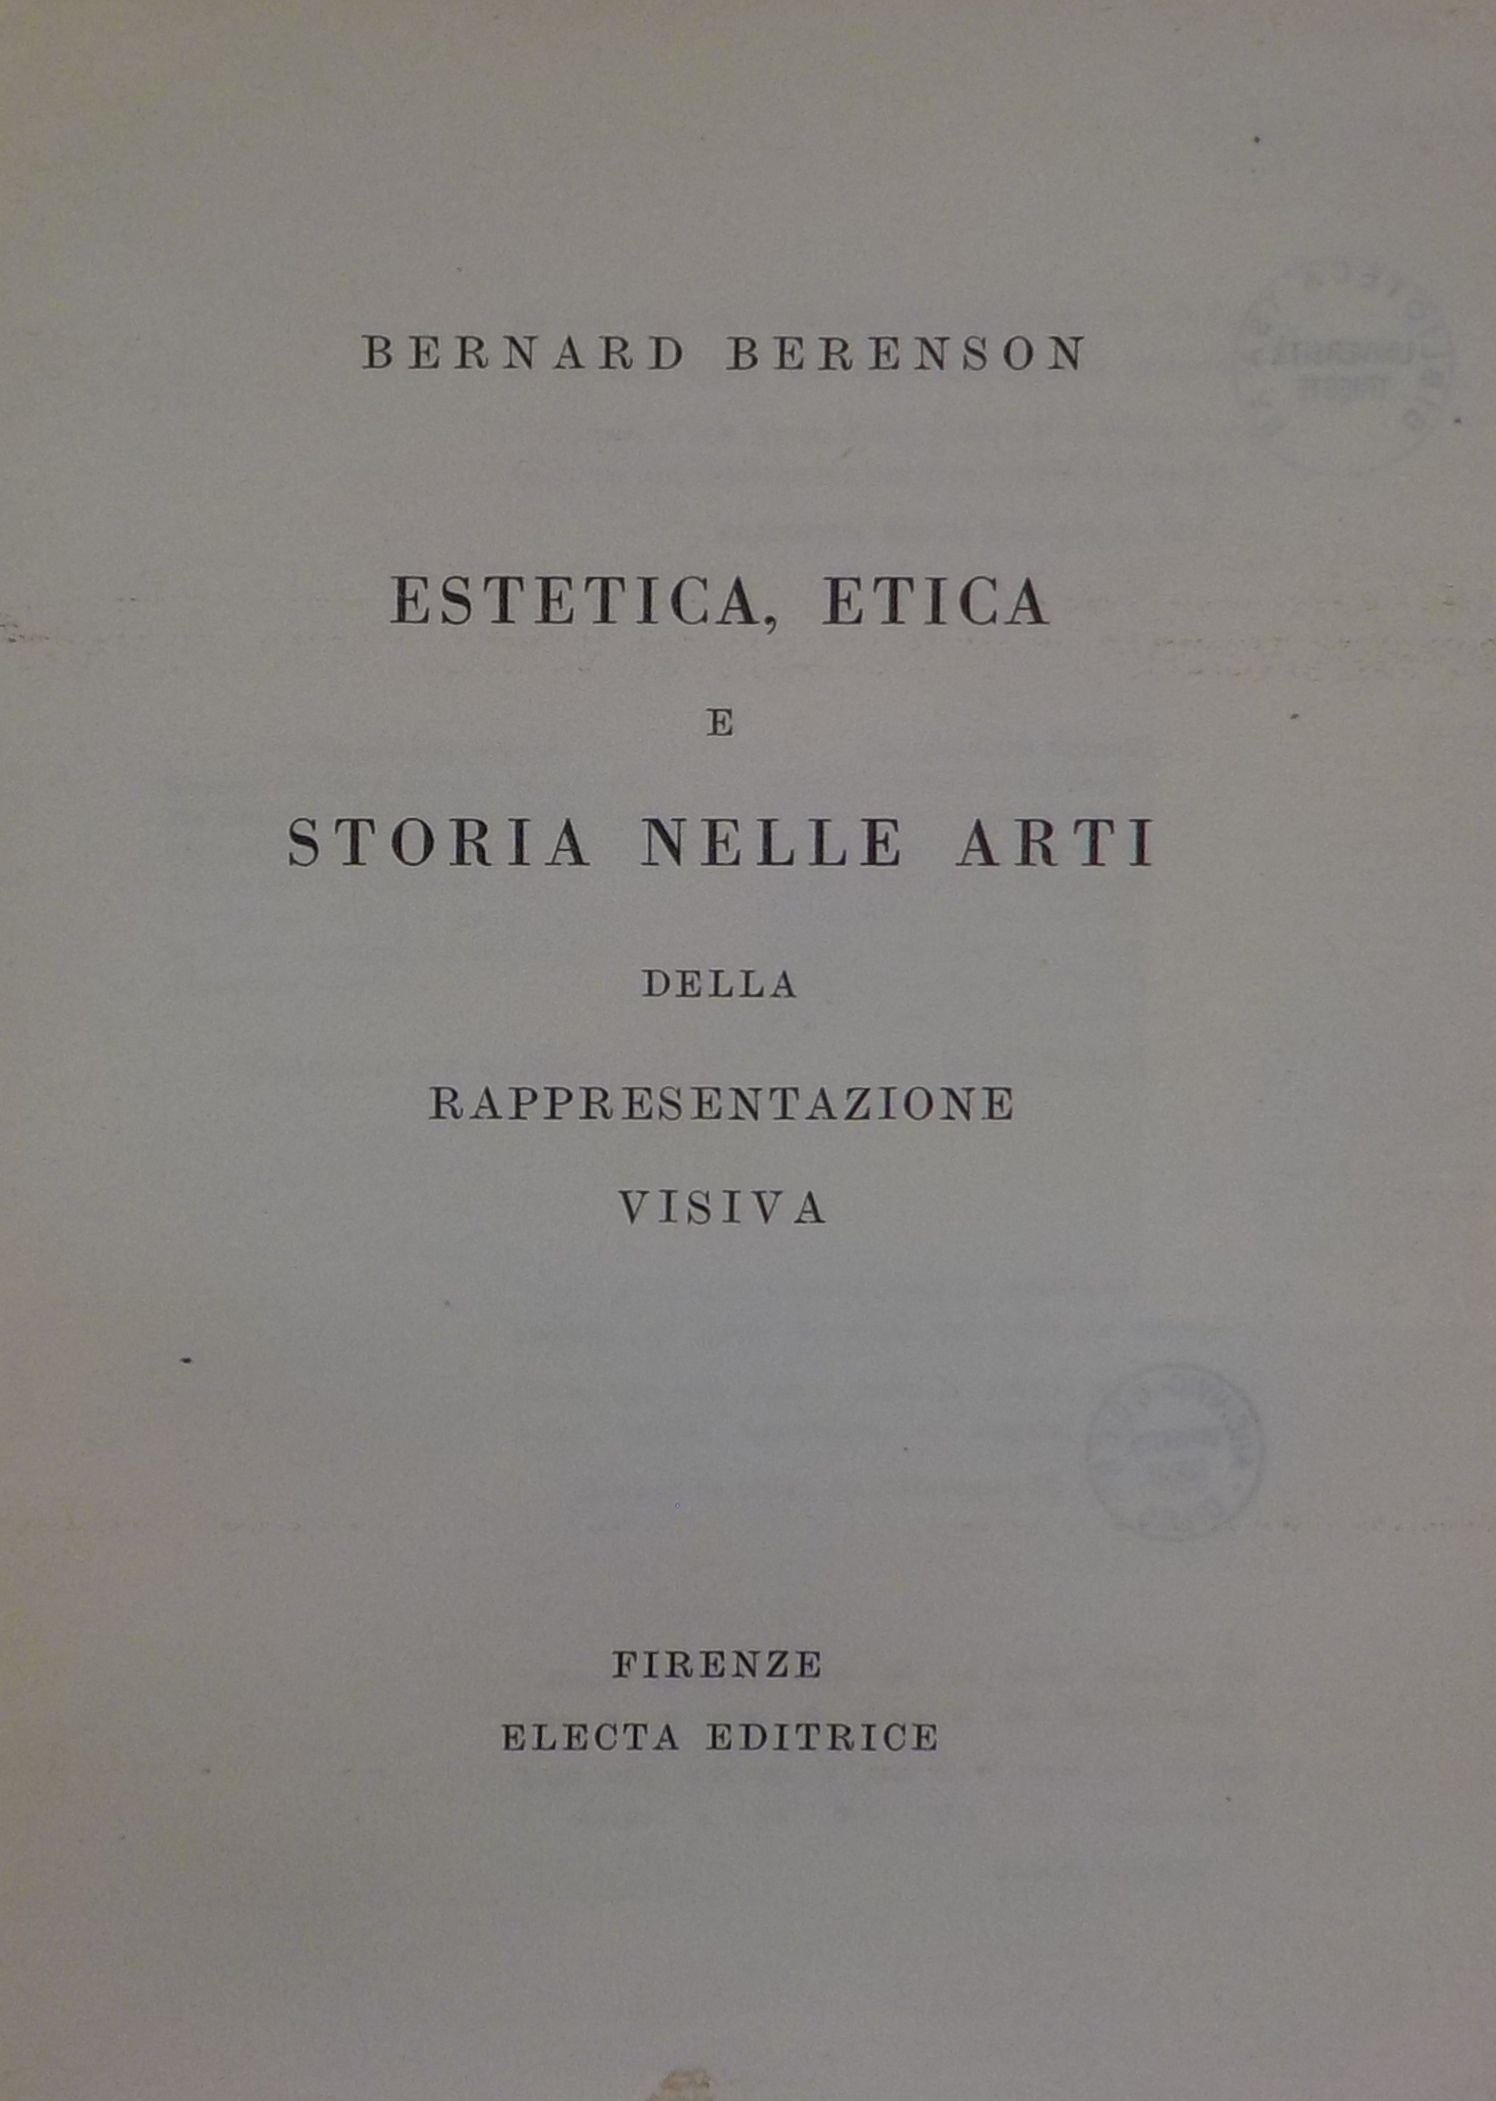 BERNARD BERENSON
ESTETICA, ETICA
E
STORIA NELLE ARTI
DELLA
RAPPRESENTAZIONE
VISIVA
FIRENZE
ELECTA EDITRICE